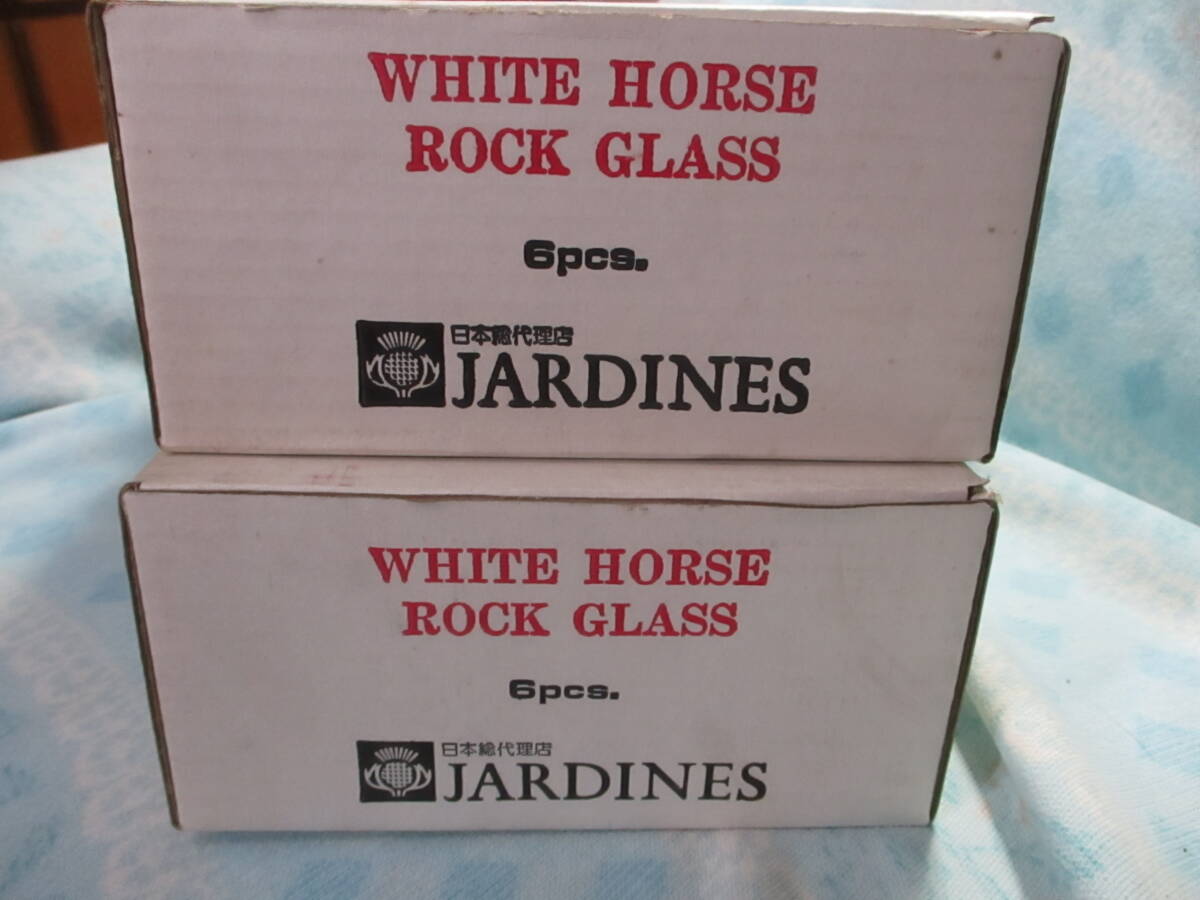 WHITE HORSE
ROCK GLASS
6pcs.
日本総代理店
JARDINES
WHITE HORSE
ROCK GLASS
6pcs.
日本総代理店
JARDINES